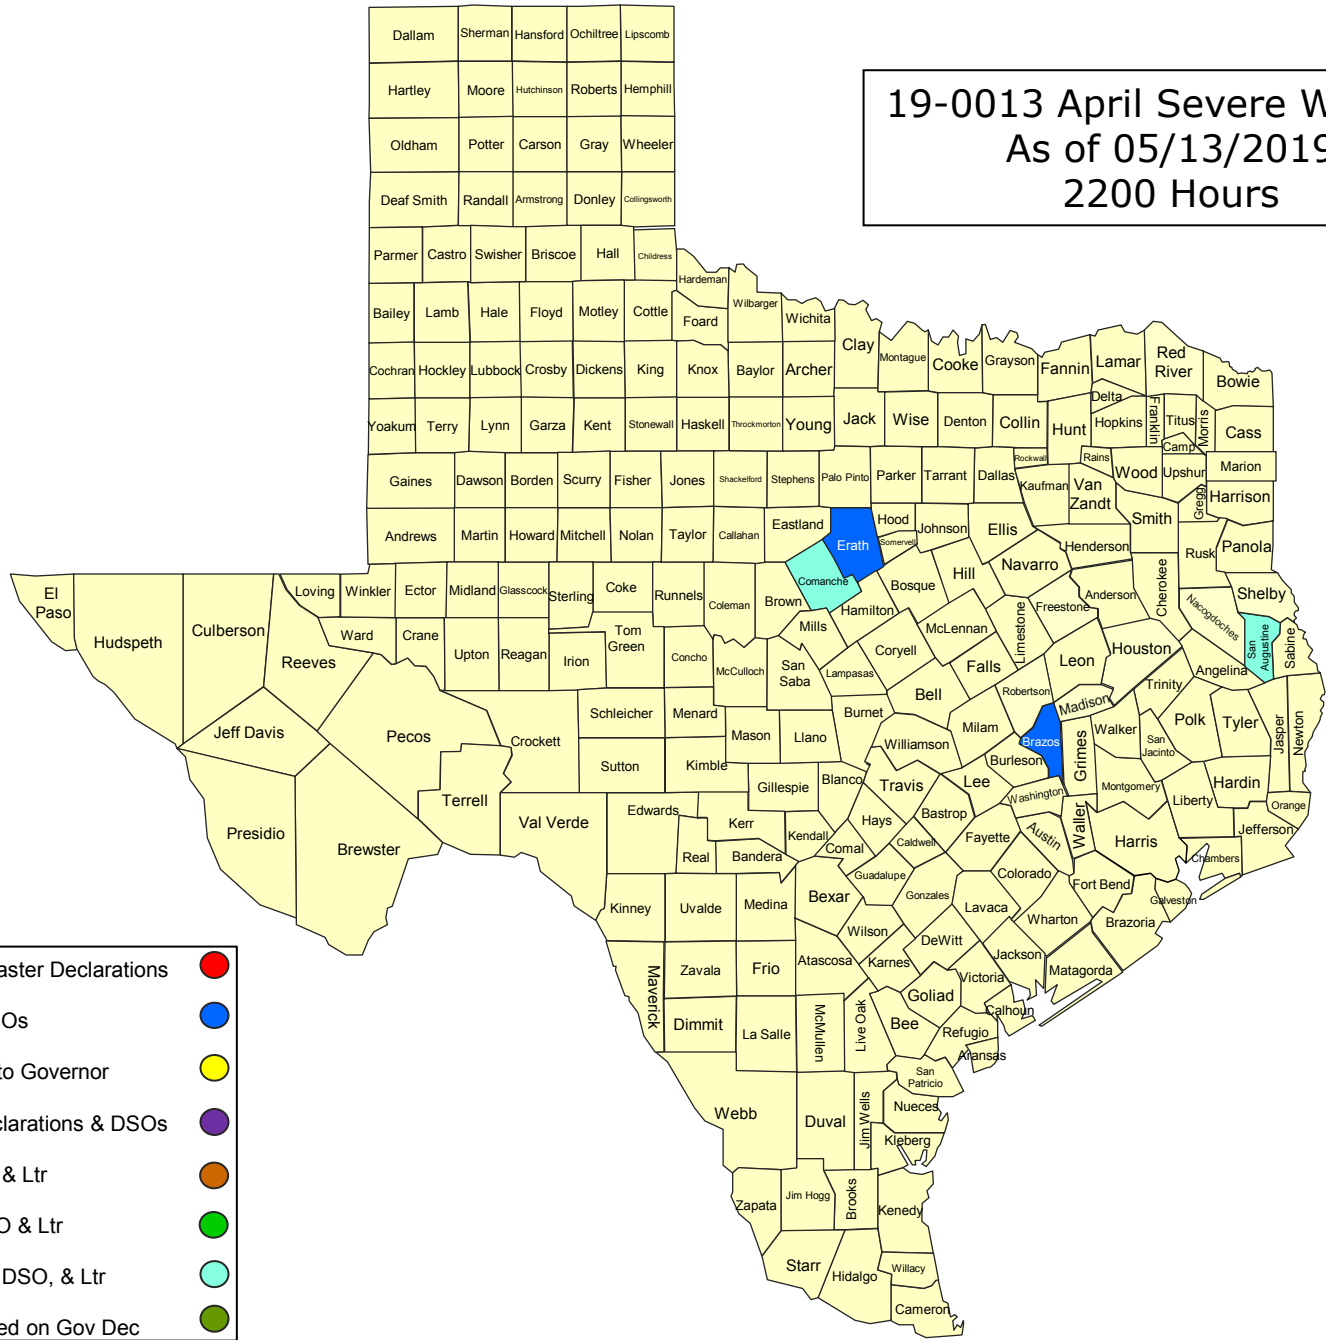 Dallam Sherman Hansford Ochiltree Lipscomb
Hartley Moore Hutchinson Roberts Hemphill
19-0013 April Severe W
As of 05/13/2019
2200 Hours
Oldham Potter Carson Gray Wheeler
Deaf Smith Randall Armstrong Donley Collingsworth
Parmer Castro Swisher Briscoe Hall Childress
Hardeman
Bailey Lamb Hale Floyd Motley Cottle Foard Wilbarger Wichita
Clay Montague Cooke Grayson Fannin Lamar Red
River Bowie
Cochran Hockley Lubbock Crosby Dickens King Knox Baylor Archer
Delta
Yoakum Terry Lynn Garza Kent Stonewall Haskell Throckmorton Young Jack Wise Denton Collin Hunt Hopkins Franklin Titus Morris Cass
Camp
Gaines Dawson Borden Scurry Fisher Jones Shackelford Stephens Palo Pinto Parker Tarrant Dallas Rockwall Kaufman Rains Van
Zandt Wood Upshur Gregg Marion
Harrison
Andrews Martin Howard Mitchell Nolan Taylor Callahan Eastland Erath Hood Somervell Johnson Ellis Henderson Smith Rusk Panola
El
Paso Hudspeth Culberson Loving Winkler Ector Midland Glasscock Sterling Coke Runnels Coleman Brown Comanche Hamilton Bosque Hill Navarro Freestone Anderson Cherokee Nacogdoches Shelby
Reeves Ward Crane Upton Reagan Irion Tom
Green Concho McCulloch San
Saba Mills Lampasas Coryell McLennan Limestone Falls Leon Houston Angelina San
Augustine Sabine
Jeff Davis Pecos Crockett Schleicher Menard Mason Llano Burnet Bell Milam Robertson Madison Trinity Walker San
Jacinto Polk Tyler Jasper Newton
Presidio Brewster Terrell Val Verde Sutton Kimble Gillespie Blanco Williamson Travis Lee Burleson Brazos Grimes Washington Montgomery Liberty Hardin Orange
Edwards Kerr Kendall Hays Bastrop Fayette Austin Waller Harris Jefferson
Real Bandera Comal Caldwell Guadalupe Gonzales Colorado Fort Bend Chambers Galveston
Kinney Uvalde Medina Bexar Wilson Lavaca Wharton Brazoria
Maverick Zavala Frio Atascosa Karnes DeWitt Jackson Matagorda
Dimmit La Salle McMullen Live Oak Bee Goliad Victoria Calhoun
Refugio Aransas
San
Patricio
Webb Duval Jim Wells Nueces
Kleberg
Zapata Jim Hogg Brooks Kenedy
Starr Hidalgo Willacy
Cameron
aster Declarations
Os
to Governor
clarations & DSOs
& Ltr
O & Ltr
DSO, & Ltr
ed on Gov Dec